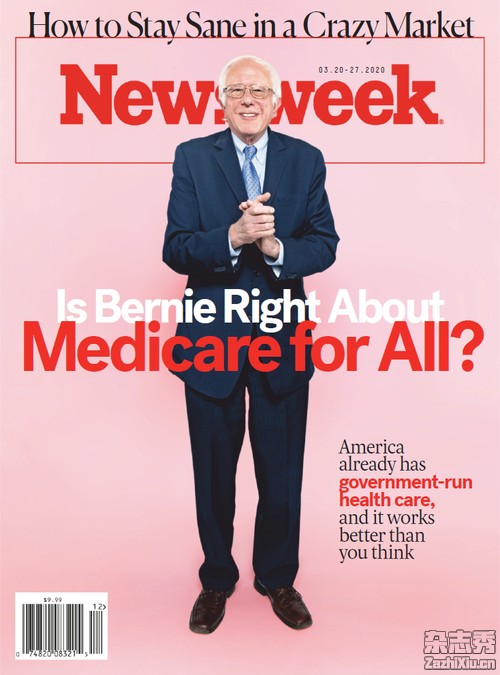 How to Stay Sane in a Crazy Market
03.20-27.2020
Newsweek
Is Bernie Right About
Medicare for All?
America
already has
government-run
health care,
and it works
better than
you think
$9.99
12>
0 74820 08321 5
杂志秀
ZazhiXiu.cn